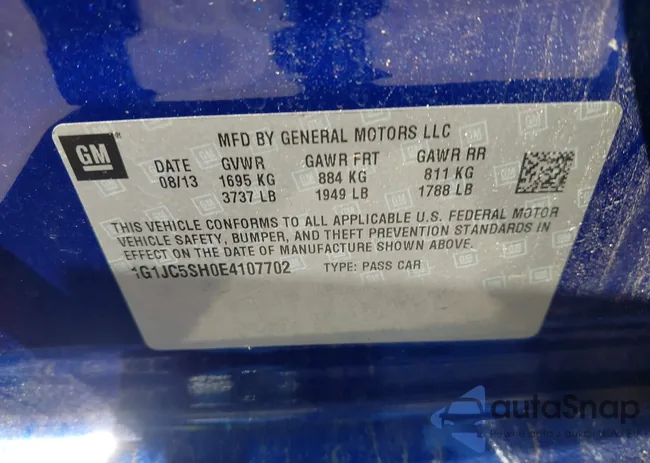 GM
MFD BY GENERAL MOTORS LLC
DATE GVWR GAWR FRT GAWR RR
08/13 1695 KG 884 KG 811 KG
3737 LB 1949 LB 1788 LB
THIS VEHICLE CONFORMS TO ALL APPLICABLE U.S. FEDERAL MOTOR
VEHICLE SAFETY, BUMPER, AND THEFT PREVENTION STANDARDS IN
EFFECT ON THE DATE OF MANUFACTURE SHOWN ABOVE.
1G1JC5SH0E4107702 TYPE: PASS CAR
autoSnap